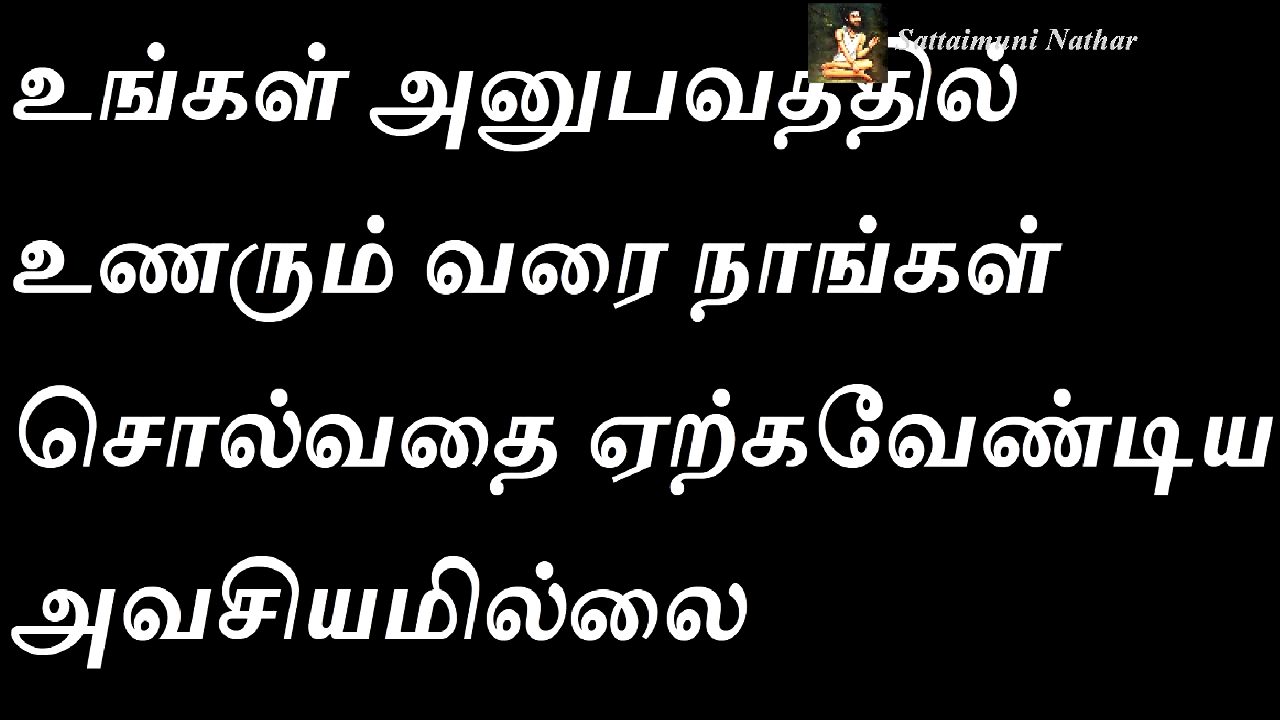 Sattaimuni Nathar
உங்கள் அனுபவத்தில்
உணரும் வரை நாங்கள்
சொல்வதை ஏற்கவேண்டிய
அவசியமில்லை